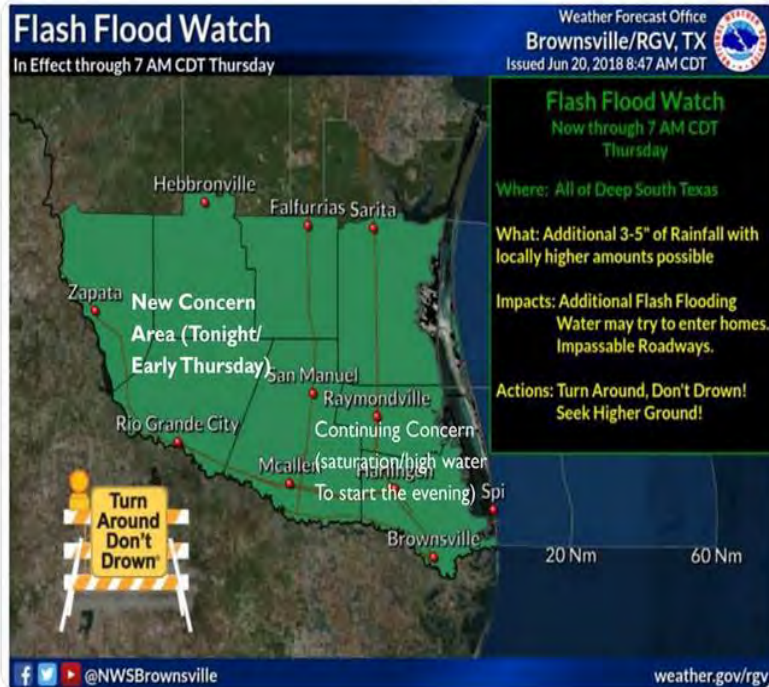 Flash Flood Watch
In Effect through 7 AM CDT Thursday
Weather Forecast Office
Brownsville/RGV, TX
Issued Jun 20, 2018 8:47 AM CDT
NATIONAL WEATHER SERVICE
Flash Flood Watch
Now through 7 AM CDT
Thursday
Where: All of Deep South Texas
What: Additional 3-5" of Rainfall with
locally higher amounts possible
Impacts: Additional Flash Flooding
Water may try to enter homes.
Impassable Roadways.
Actions: Turn Around, Don't Drown!
Seek Higher Ground!
Hebbronville
Falfurrias
Sarita
Zapata
New Concern
Area (Tonight/
Early Thursday)
San Manuel
Raymondville
Rio Grande City
Continuing Concern
(saturation/high water
To start the evening)
Mcallen
Harlingen
Spi
Brownsville
20 Nm
60 Nm
Turn
Around
Don't
Drown®
@NWSBrownsville
weather.gov/rgv